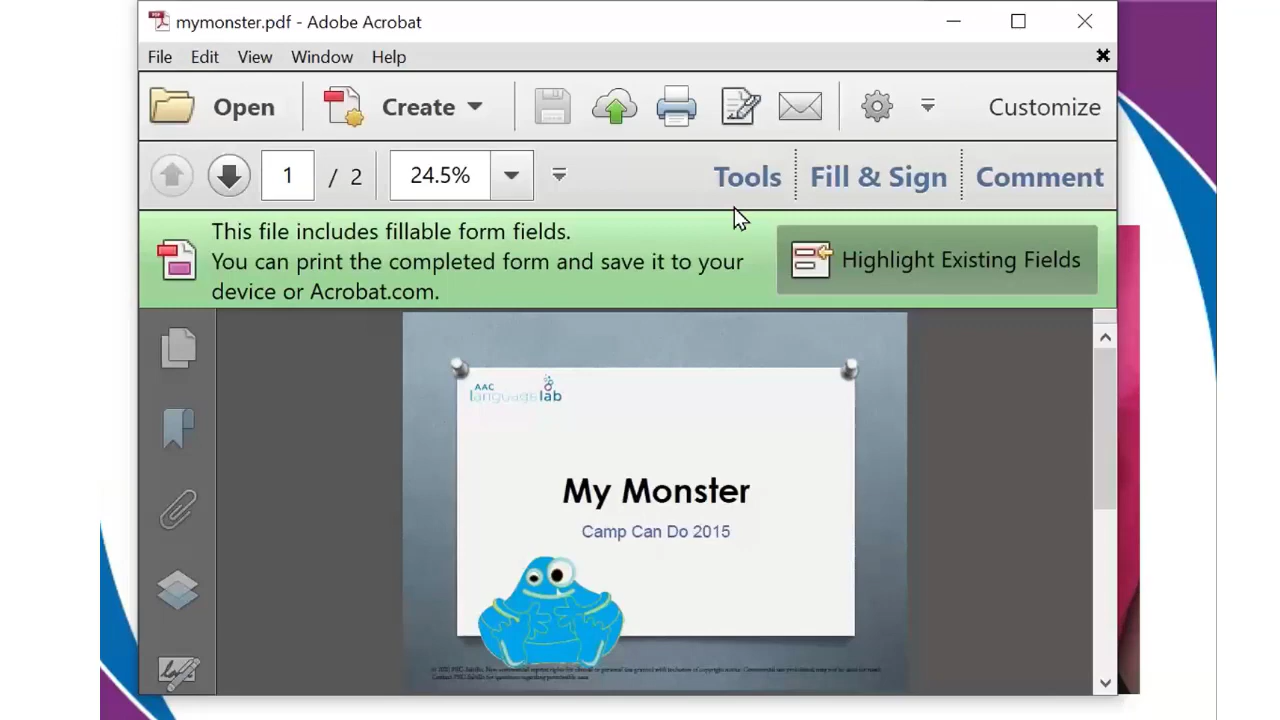 mymonster.pdf - Adobe Acrobat
File Edit View Window Help
Open Create Customize
1 / 2 24.5% Tools Fill & Sign Comment
This file includes fillable form fields.
You can print the completed form and save it to your
device or Acrobat.com.
Highlight Existing Fields
AAC
language lab
My Monster
Camp Can Do 2015